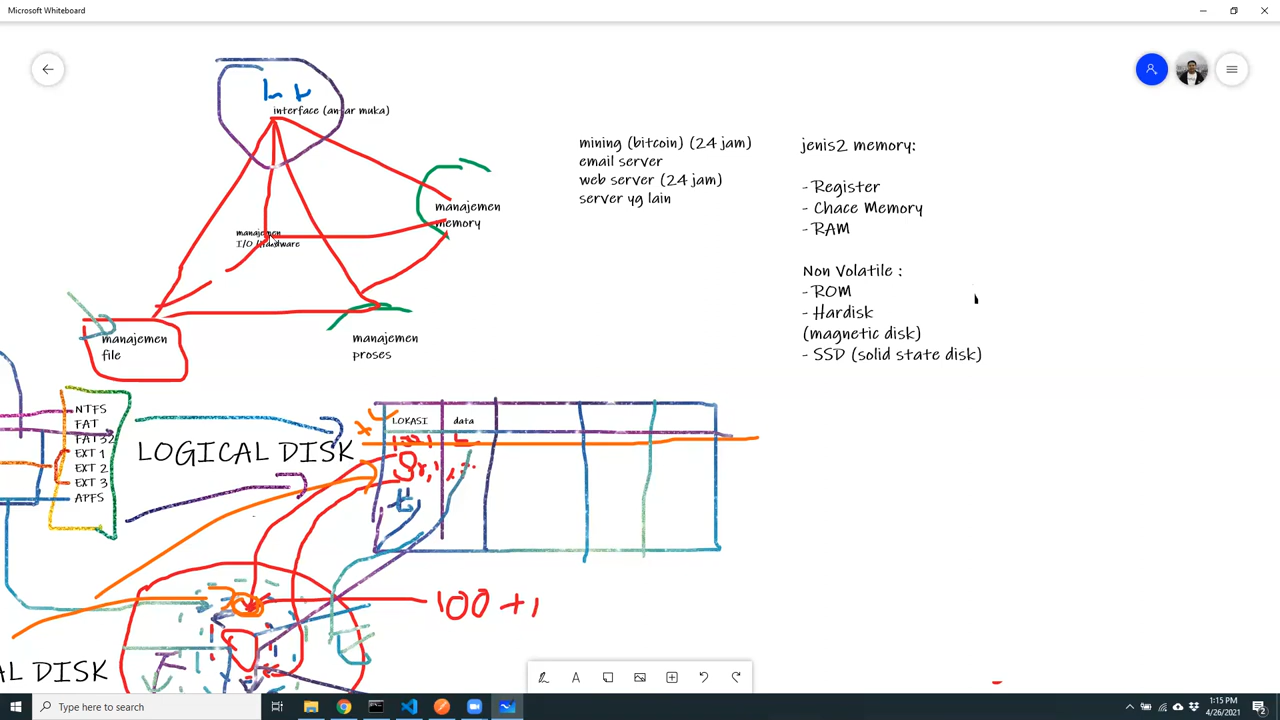 Microsoft Whiteboard
interface (antar muka)
manajemen
memory
manajemen
I/O /hardware
manajemen
file
manajemen
proses
mining (bitcoin) (24 jam)
email server
web server (24 jam)
server yg lain
jenis2 memory:
- Register
- Chace Memory
- RAM
Non Volatile :
- ROM
- Hardisk
(magnetic disk)
- SSD (solid state disk)
NTFS
FAT
FAT32
EXT 1
EXT 2
EXT 3
APFS
LOGICAL DISK
LOKASI data
100 + 1
AL DISK
Type here to search
1:15 PM
4/26/2021
2